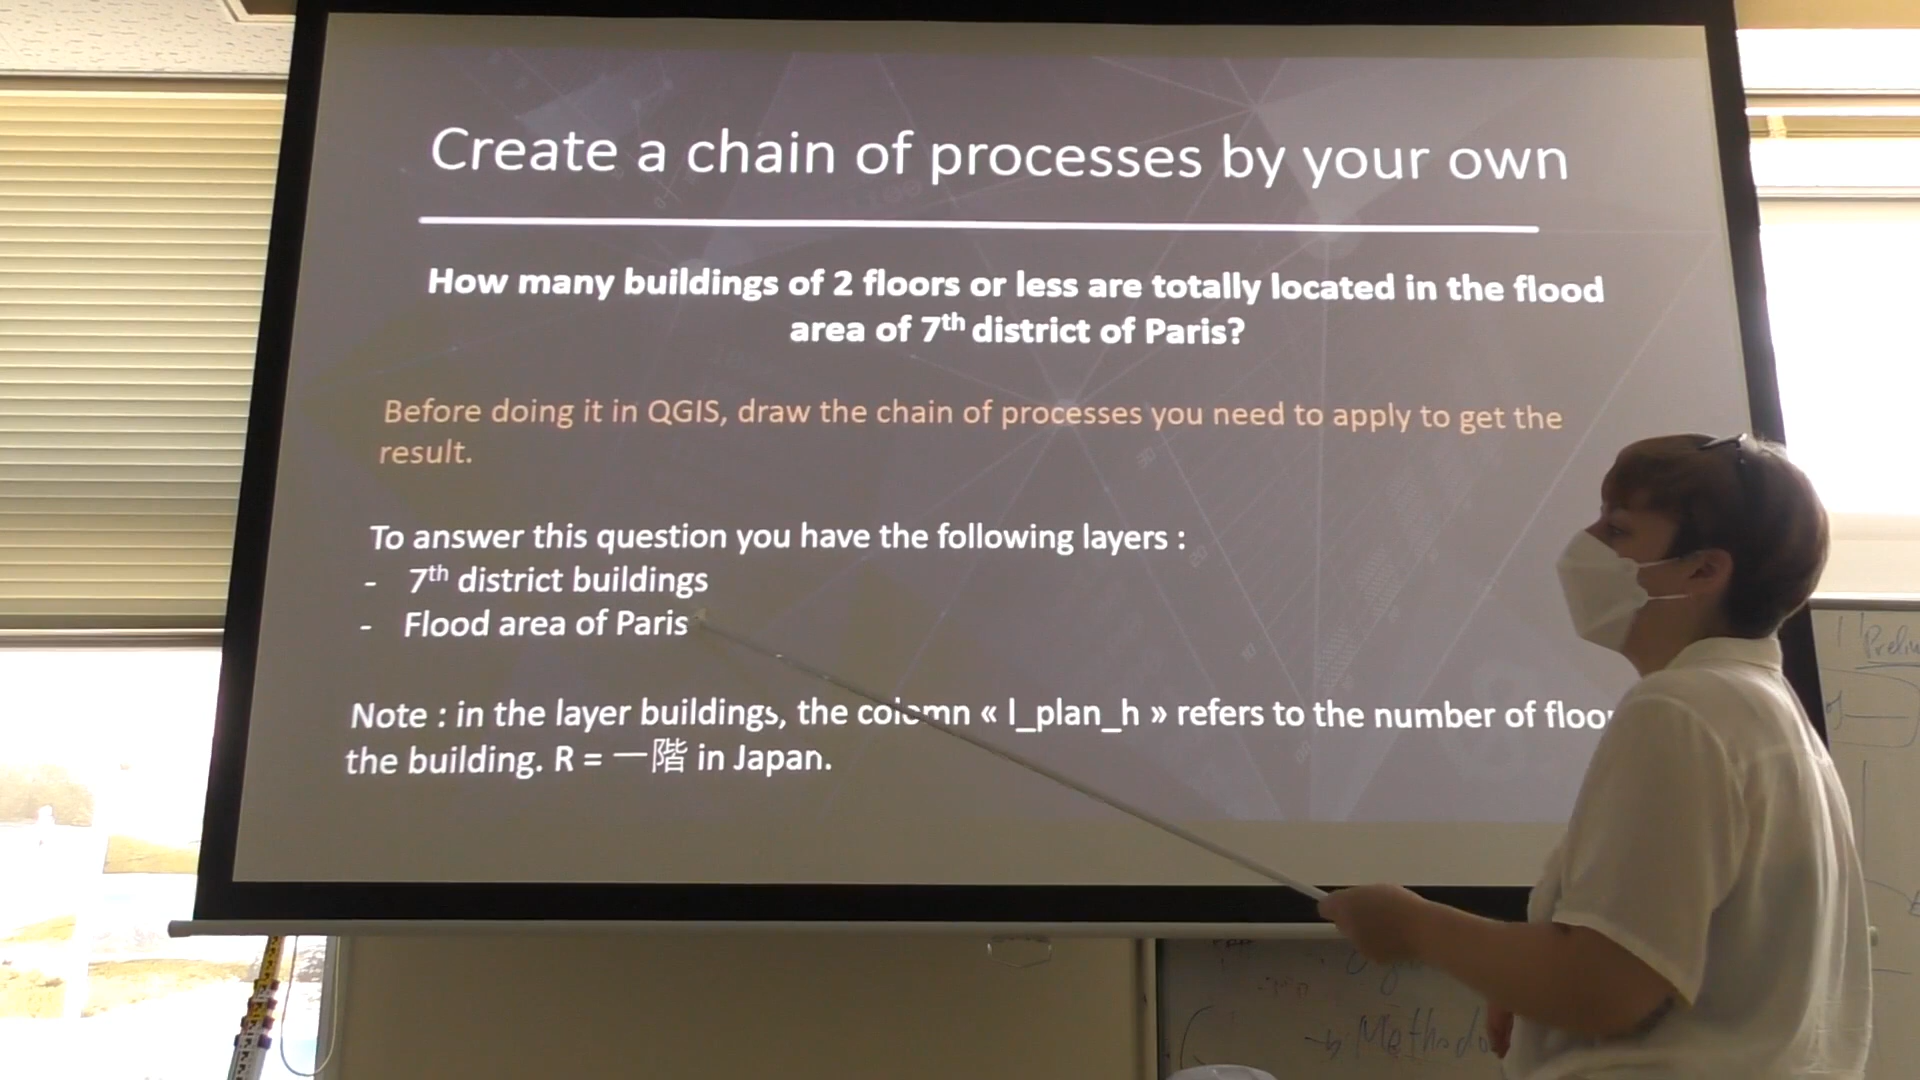 Create a chain of processes by your own
How many buildings of 2 floors or less are totally located in the flood
area of 7th district of Paris?
Before doing it in QGIS, draw the chain of processes you need to apply to get the
result.
To answer this question you have the following layers :
- 7th district buildings
- Flood area of Paris
Note : in the layer buildings, the column « l_plan_h » refers to the number of
the building. R = 一階 in Japan.